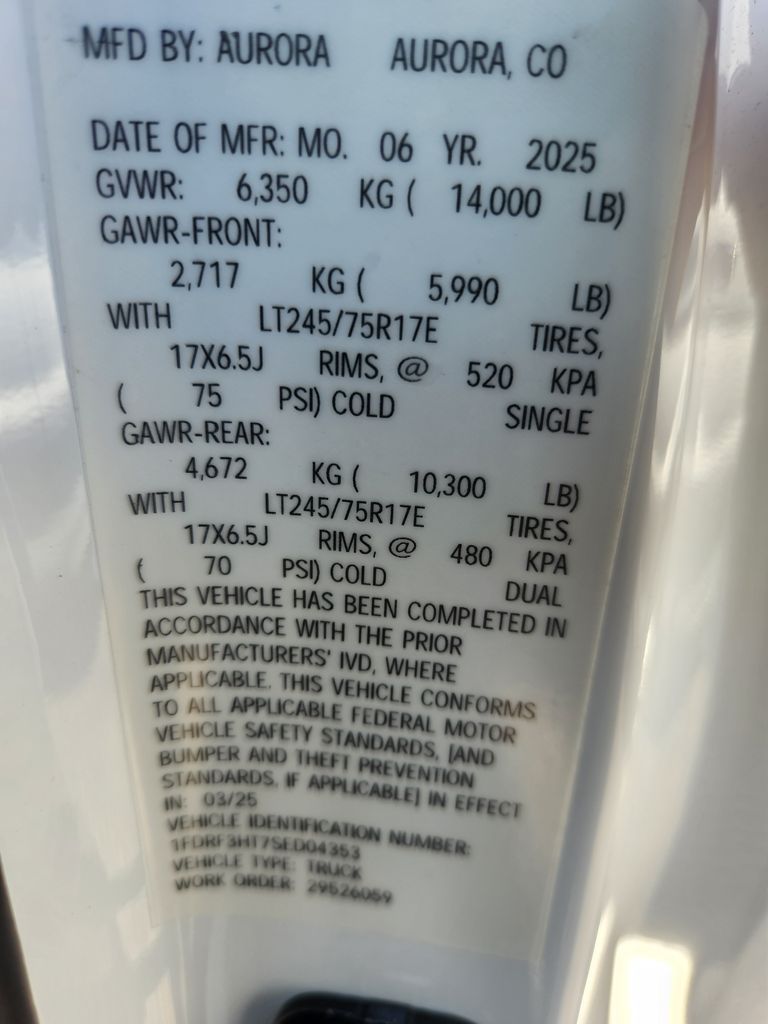 MFD BY: AURORA AURORA, CO
DATE OF MFR: MO. 06 YR. 2025
GVWR: 6,350 KG ( 14,000 LB)
GAWR-FRONT:
2,717 KG ( 5,990 LB)
WITH LT245/75R17E TIRES,
17X6.5J RIMS, @ 520 KPA
( 75 PSI) COLD SINGLE
GAWR-REAR:
4,672 KG ( 10,300 LB)
WITH LT245/75R17E TIRES,
17X6.5J RIMS, @ 480 KPA
( 70 PSI) COLD DUAL
THIS VEHICLE HAS BEEN COMPLETED IN
ACCORDANCE WITH THE PRIOR
MANUFACTURERS' IVD, WHERE
APPLICABLE. THIS VEHICLE CONFORMS
TO ALL APPLICABLE FEDERAL MOTOR
VEHICLE SAFETY STANDARDS, [AND
BUMPER AND THEFT PREVENTION
STANDARDS, IF APPLICABLE] IN EFFECT
IN: 03/25
VEHICLE IDENTIFICATION NUMBER:
1FDRF3HT7SED04353
VEHICLE TYPE: TRUCK
WORK ORDER: 29526059